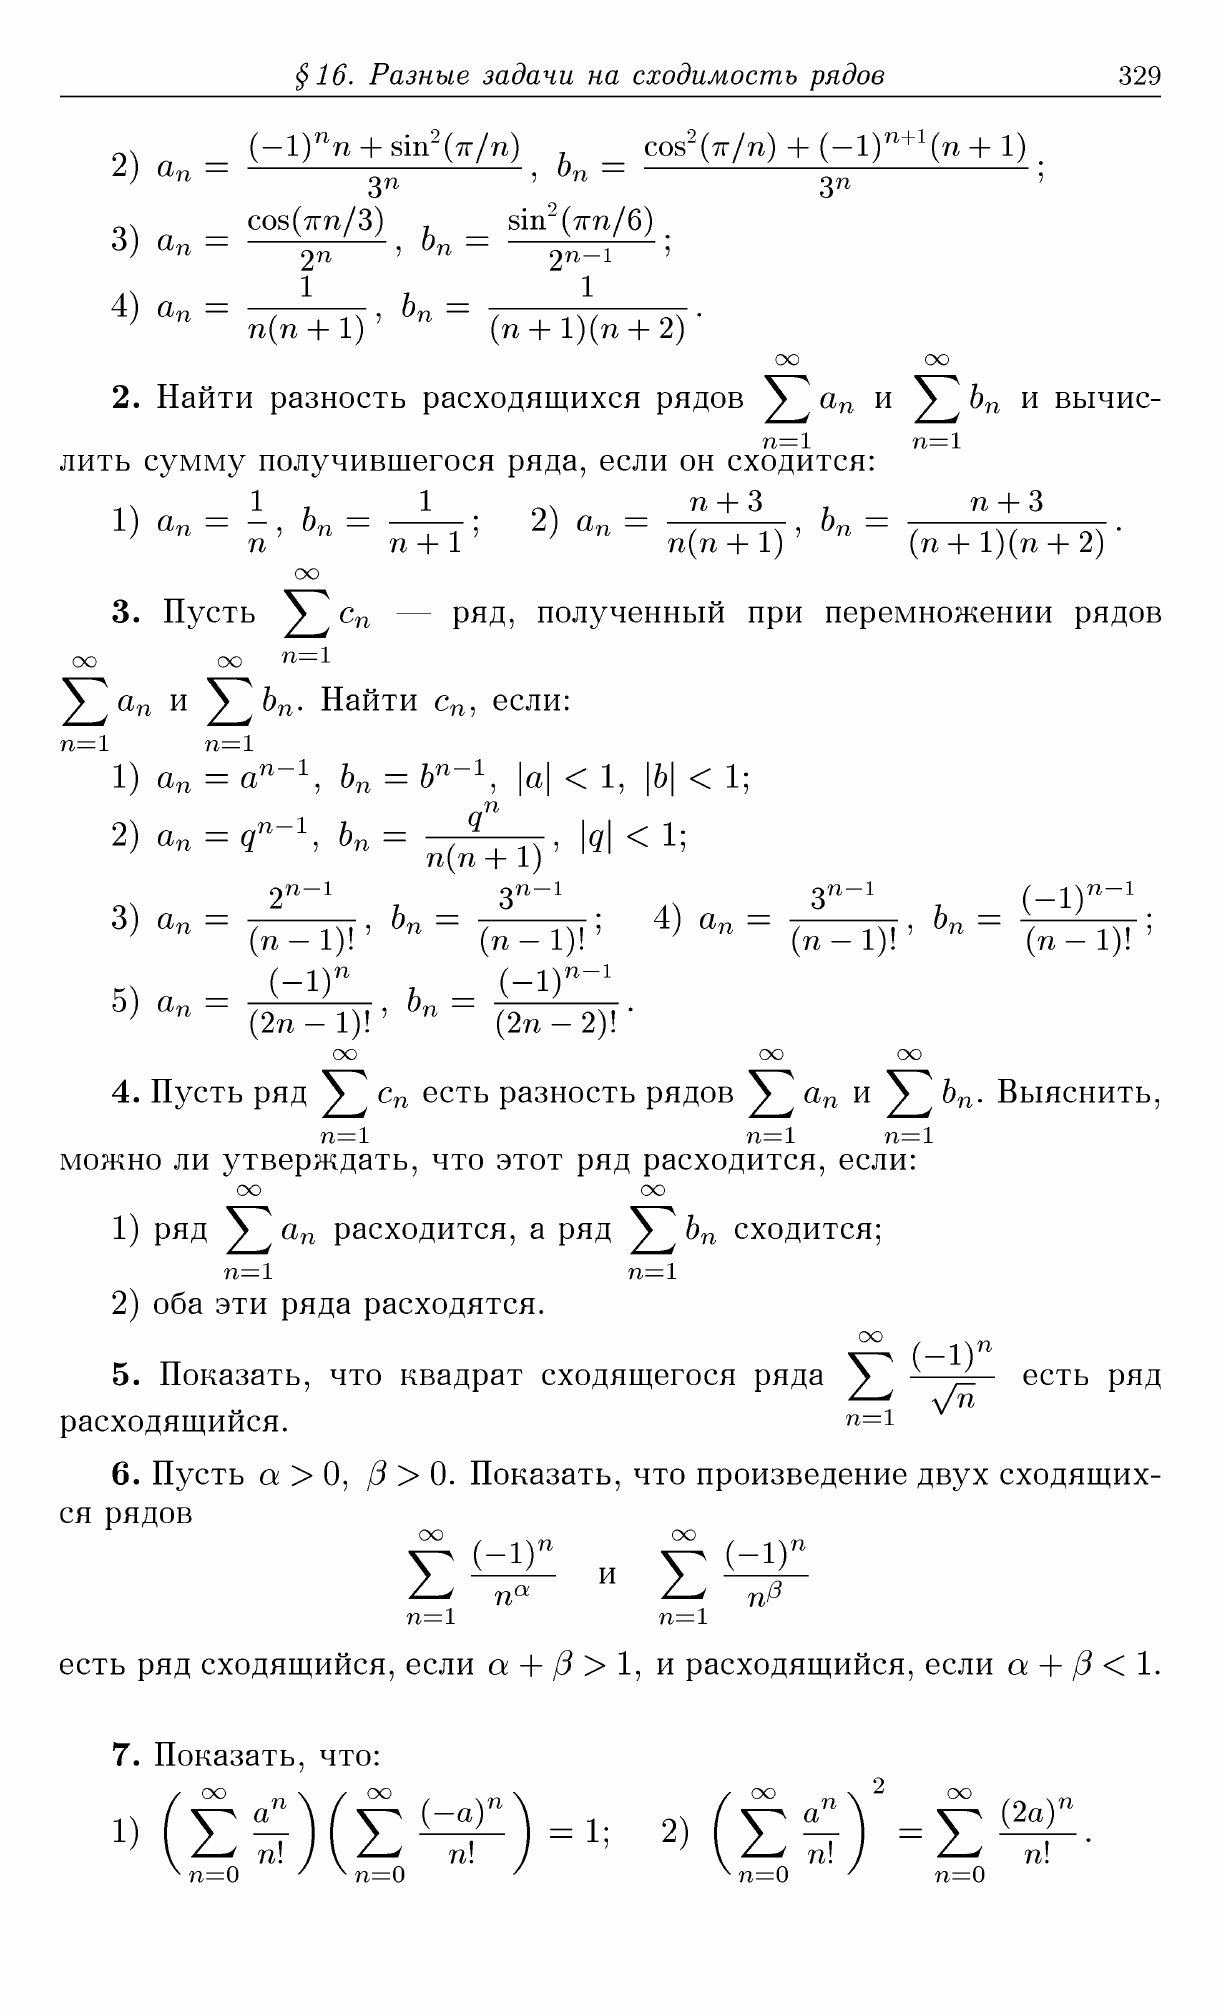 § 16. Разные задачи на сходимость рядов 329
2) $a_n = \frac{(-1)^n n + \sin^2(\pi/n)}{3^n}$, $b_n = \frac{\cos^2(\pi/n) + (-1)^{n+1}(n+1)}{3^n}$;
3) $a_n = \frac{\cos(\pi n/3)}{2^n}$, $b_n = \frac{\sin^2(\pi n/6)}{2^{n-1}}$;
4) $a_n = \frac{1}{n(n+1)}$, $b_n = \frac{1}{(n+1)(n+2)}$.
2. Найти разность расходящихся рядов $\sum_{n=1}^{\infty} a_n$ и $\sum_{n=1}^{\infty} b_n$ и вычис-
лить сумму получившегося ряда, если он сходится:
1) $a_n = \frac{1}{n}$, $b_n = \frac{1}{n+1}$; 2) $a_n = \frac{n+3}{n(n+1)}$, $b_n = \frac{n+3}{(n+1)(n+2)}$.
3. Пусть $\sum_{n=1}^{\infty} c_n$ — ряд, полученный при перемножении рядов
$\sum_{n=1}^{\infty} a_n$ и $\sum_{n=1}^{\infty} b_n$. Найти $c_n$, если:
1) $a_n = a^{n-1}$, $b_n = b^{n-1}$, $|a| < 1$, $|b| < 1$;
2) $a_n = q^{n-1}$, $b_n = \frac{q^n}{n(n+1)}$, $|q| < 1$;
3) $a_n = \frac{2^{n-1}}{(n-1)!}$, $b_n = \frac{3^{n-1}}{(n-1)!}$; 4) $a_n = \frac{3^{n-1}}{(n-1)!}$, $b_n = \frac{(-1)^{n-1}}{(n-1)!}$;
5) $a_n = \frac{(-1)^n}{(2n-1)!}$, $b_n = \frac{(-1)^{n-1}}{(2n-2)!}$.
4. Пусть ряд $\sum_{n=1}^{\infty} c_n$ есть разность рядов $\sum_{n=1}^{\infty} a_n$ и $\sum_{n=1}^{\infty} b_n$. Выяснить,
можно ли утверждать, что этот ряд расходится, если:
1) ряд $\sum_{n=1}^{\infty} a_n$ расходится, а ряд $\sum_{n=1}^{\infty} b_n$ сходится;
2) оба эти ряда расходятся.
5. Показать, что квадрат сходящегося ряда $\sum_{n=1}^{\infty} \frac{(-1)^n}{\sqrt{n}}$ есть ряд
расходящийся.
6. Пусть $\alpha > 0$, $\beta > 0$. Показать, что произведение двух сходящих-
ся рядов
$\sum_{n=1}^{\infty} \frac{(-1)^n}{n^\alpha}$ и $\sum_{n=1}^{\infty} \frac{(-1)^n}{n^\beta}$
есть ряд сходящийся, если $\alpha + \beta > 1$, и расходящийся, если $\alpha + \beta < 1$.
7. Показать, что:
1) $\left(\sum_{n=0}^{\infty} \frac{a^n}{n!}\right)\left(\sum_{n=0}^{\infty} \frac{(-a)^n}{n!}\right) = 1$; 2) $\left(\sum_{n=0}^{\infty} \frac{a^n}{n!}\right)^2 = \sum_{n=0}^{\infty} \frac{(2a)^n}{n!}$.